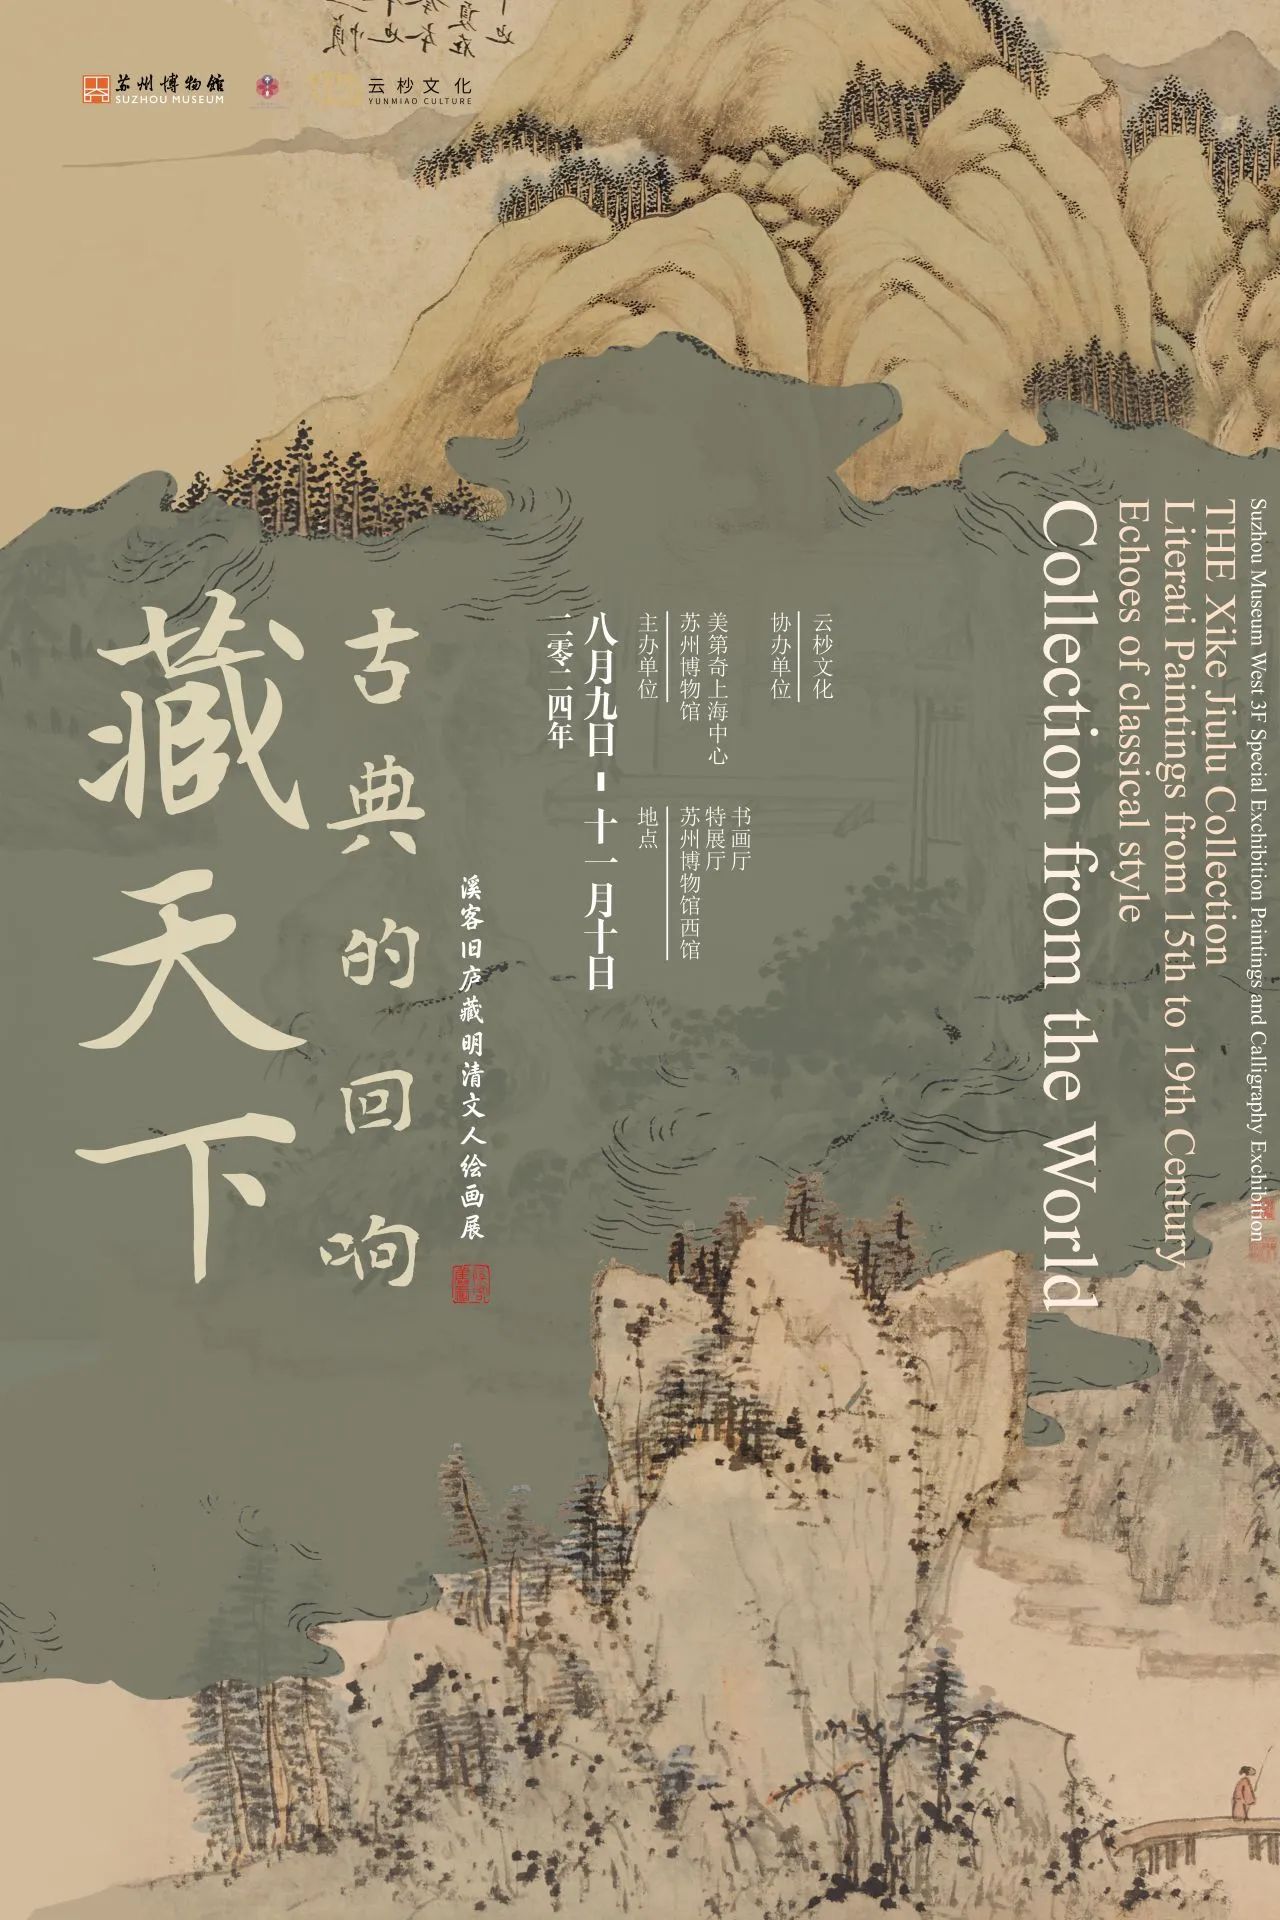 苏州博物馆
SUZHOU MUSEUM
云杪文化
YUNMIAO CULTURE
藏天下
古典的回响
溪客旧庐藏明清文人绘画展
二零二四年
八月九日-十一月十日
主办单位
苏州博物馆
美第奇上海中心
协办单位
云杪文化
地点
苏州博物馆西馆
特展厅
书画厅
Suzhou Museum West 3F Special Exhibition Paintings and Calligraphy Exchibition
THE Xike Jiulu Collection
Literati Paintings from 15th to 19th Century
Echoes of classical style
Collection from the World